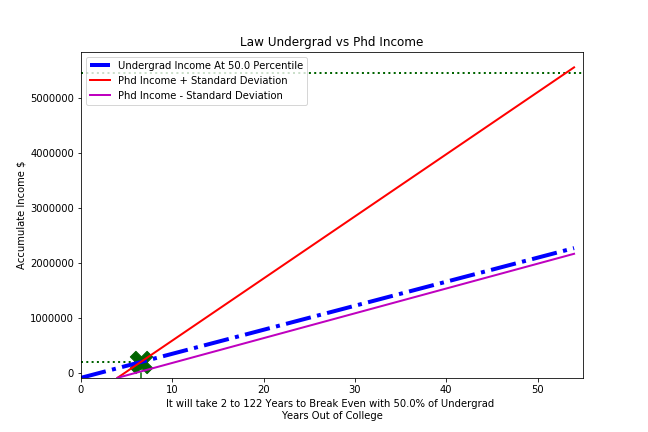 Law Undergrad vs Phd Income
Undergrad Income At 50.0 Percentile
Phd Income + Standard Deviation
Phd Income - Standard Deviation
Accumulate Income $
5000000
4000000
3000000
2000000
1000000
0
0 10 20 30 40 50
It will take 2 to 122 Years to Break Even with 50.0% of Undergrad
Years Out of College